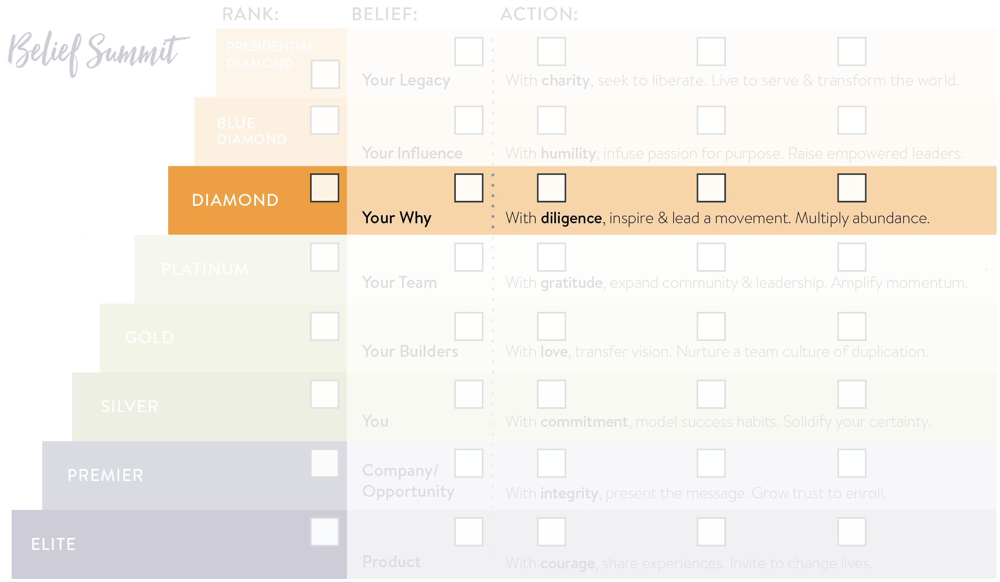 RANK: BELIEF: ACTION:
Belief Summit
PRESIDENTIAL
DIAMOND
Your Legacy
With charity, seek to liberate. Live to serve & transform the world.
BLUE
DIAMOND
Your Influence
With humility, infuse passion for purpose. Raise empowered leaders.
DIAMOND
Your Why
With diligence, inspire & lead a movement. Multiply abundance.
PLATINUM
Your Team
With gratitude, expand community & leadership. Amplify momentum.
GOLD
Your Builders
With love, transfer vision. Nurture a team culture of duplication.
SILVER
You
With commitment, model success habits. Solidify your certainty.
PREMIER
Company/
Opportunity
With integrity, present the message. Grow trust to enroll.
ELITE
Product
With courage, share experiences. Invite to change lives.